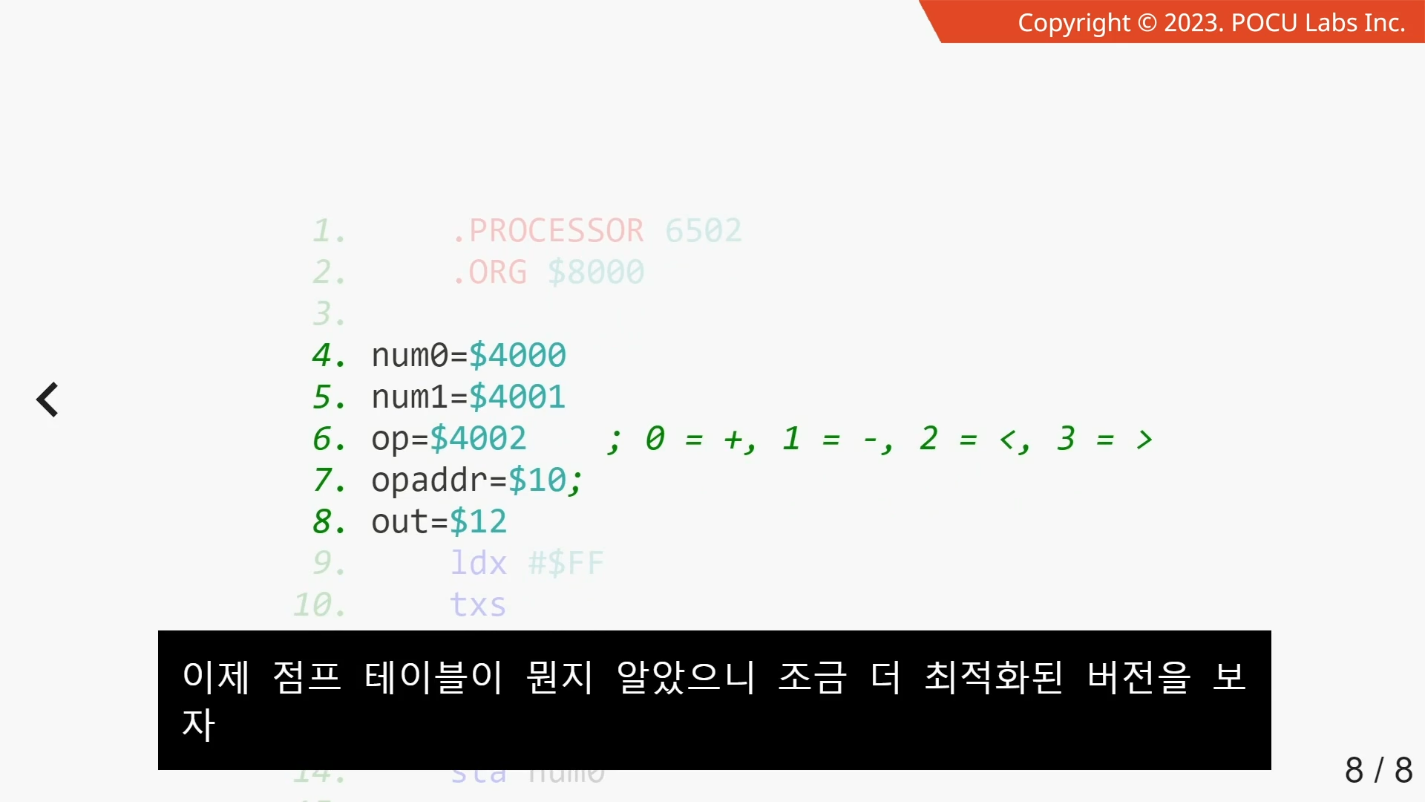 Copyright © 2023. POCU Labs Inc.
1. .PROCESSOR 6502
2. .ORG $8000
3.
4. num0=$4000
5. num1=$4001
6. op=$4002 ; 0 = +, 1 = -, 2 = <, 3 = >
7. opaddr=$10;
8. out=$12
9. ldx #$FF
10. txs
이제 점프 테이블이 뭔지 알았으니 조금 더 최적화된 버전을 보
자
14. sta num0
8 / 8